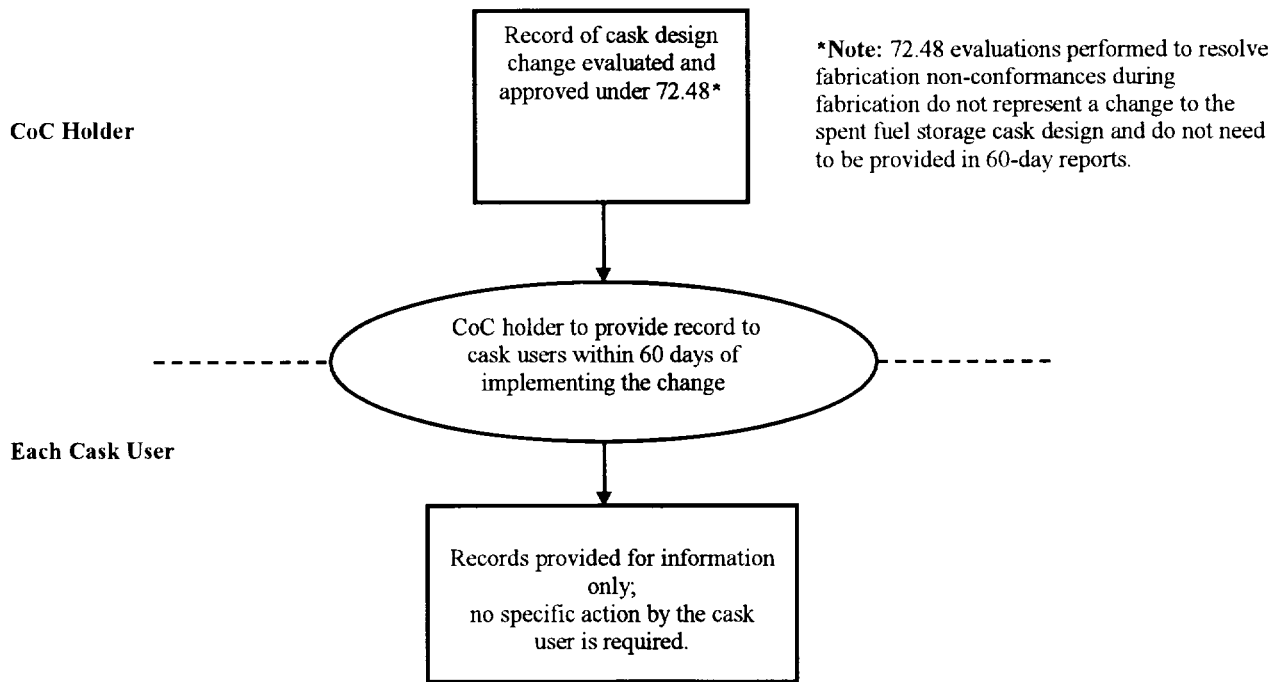 Record of cask design
change evaluated and
approved under 72.48*
*Note: 72.48 evaluations performed to resolve
fabrication non-conformances during
fabrication do not represent a change to the
spent fuel storage cask design and do not need
to be provided in 60-day reports.
CoC Holder
CoC holder to provide record to
cask users within 60 days of
implementing the change
Each Cask User
Records provided for information
only;
no specific action by the cask
user is required.